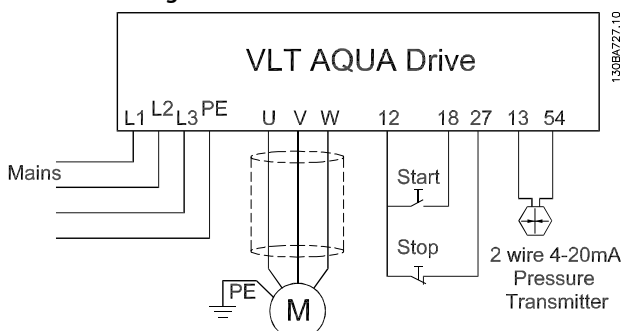 130BA727.10
VLT AQUA Drive
L1 L2 L3 PE U V W 12 18 27 13 54
Mains
Start
Stop
2 wire 4-20mA
Pressure
Transmitter
PE
M